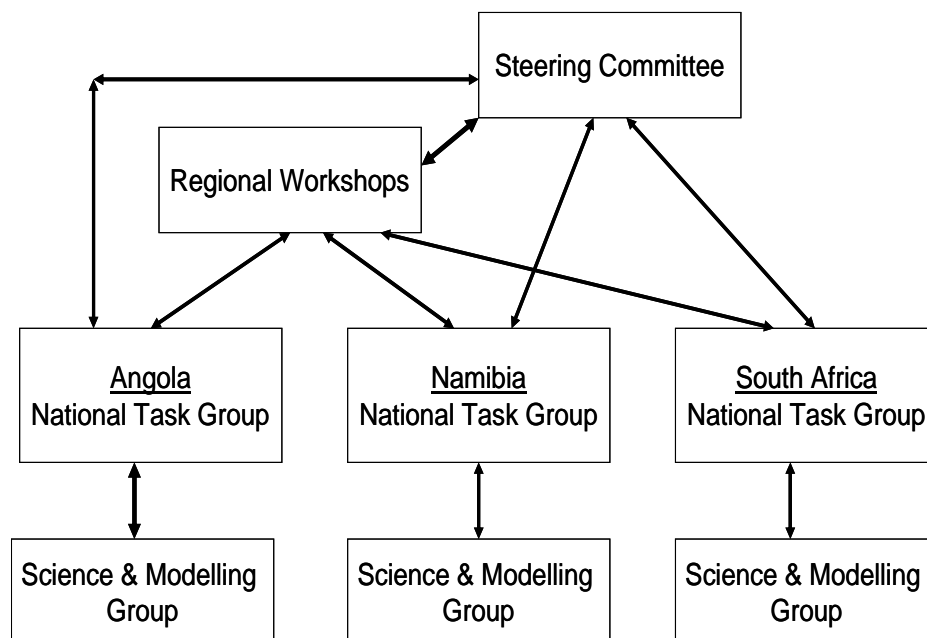 Steering Committee
Regional Workshops
Angola
National Task Group
Namibia
National Task Group
South Africa
National Task Group
Science & Modelling
Group
Science & Modelling
Group
Science & Modelling
Group